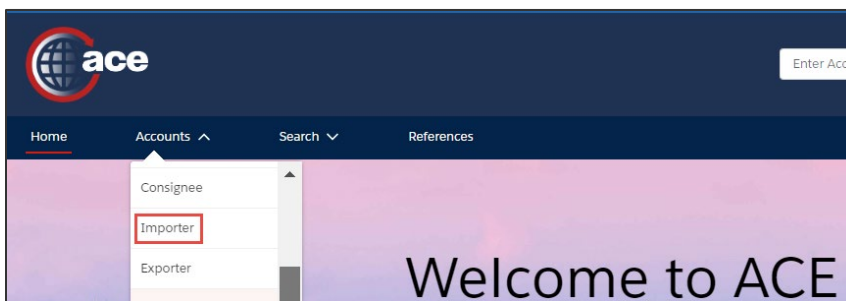 ace
Enter Acc
Home Accounts Search References
Consignee
Importer
Exporter
Welcome to ACE